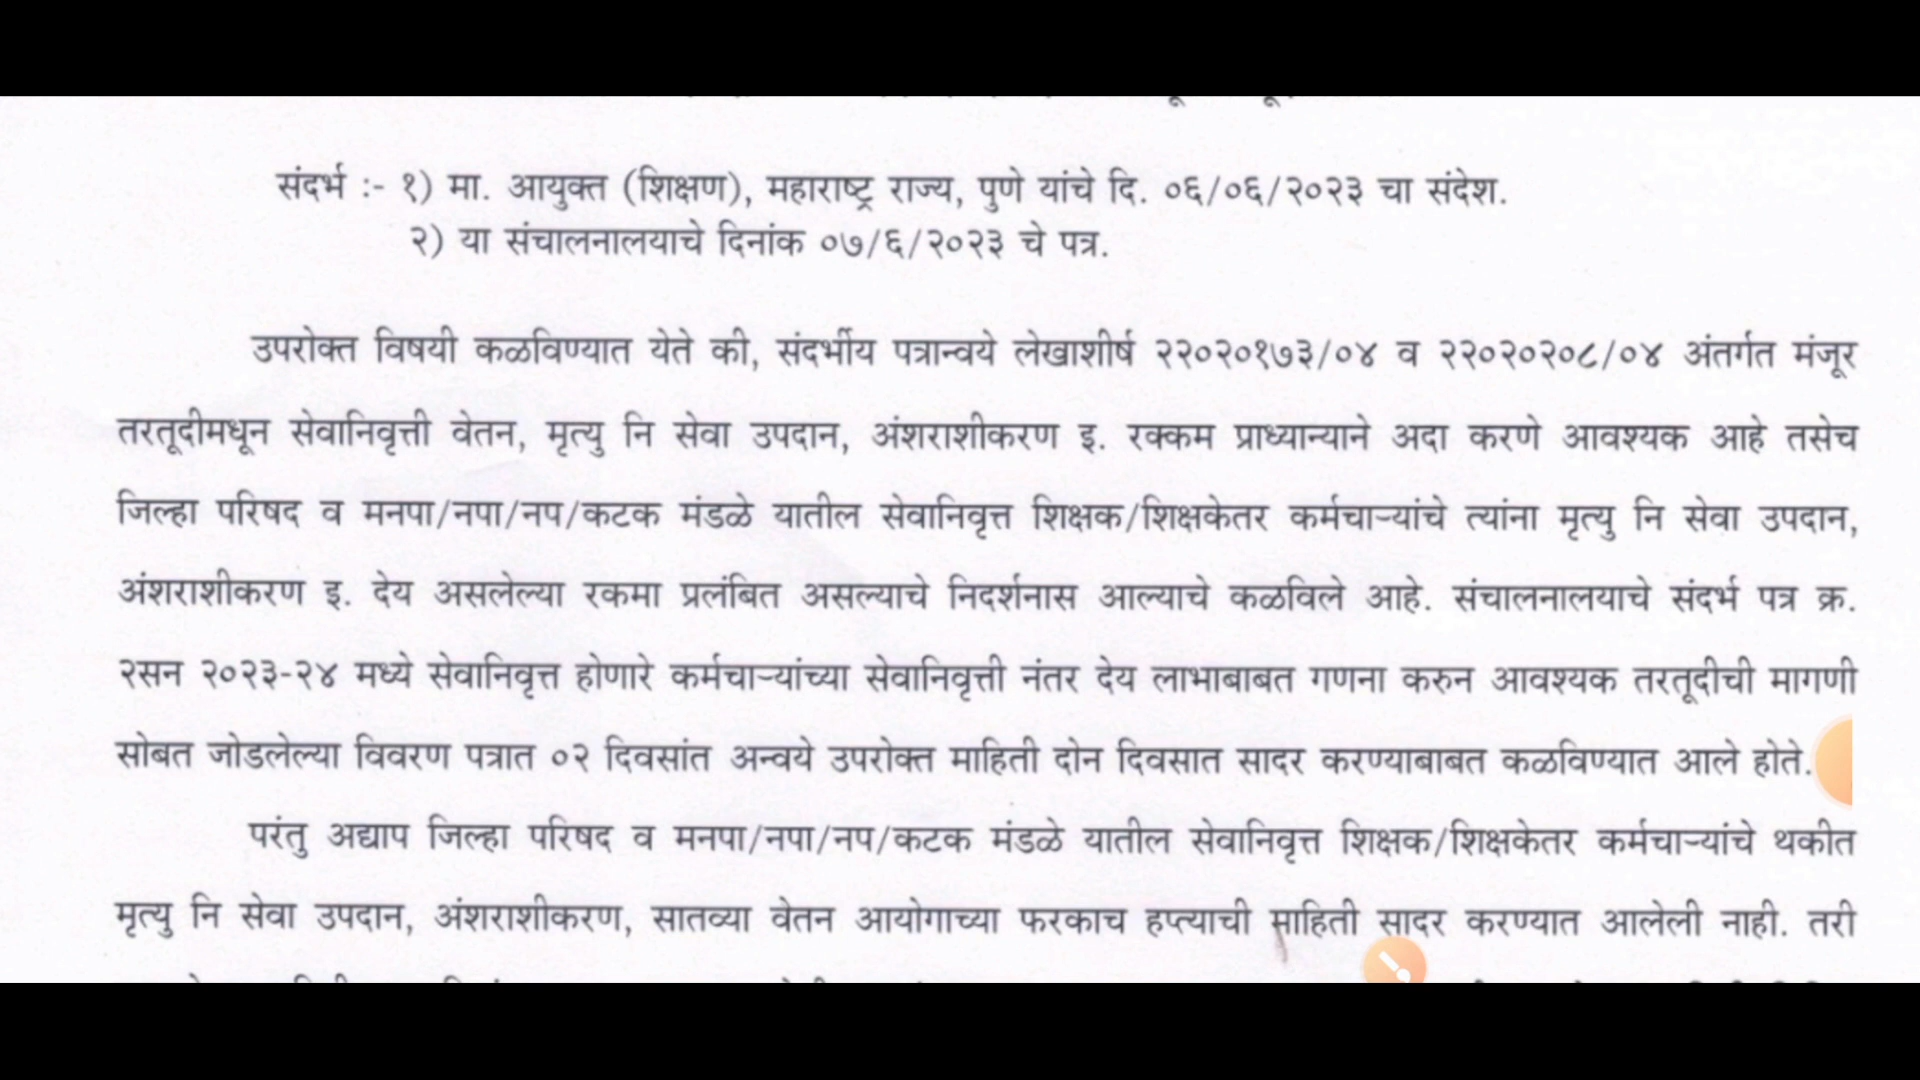 संदर्भ :- १) मा. आयुक्त (शिक्षण), महाराष्ट्र राज्य, पुणे यांचे दि. ०६/०६/२०२३ चा संदेश.
२) या संचालनालयाचे दिनांक ०७/६/२०२३ चे पत्र.
उपरोक्त विषयी कळविण्यात येते की, संदर्भीय पत्रान्वये लेखाशीर्ष २२०२०१७३/०४ व २२०२०२०८/०४ अंतर्गत मंजूर
तरतूदीमधून सेवानिवृत्ती वेतन, मृत्यु नि सेवा उपदान, अंशराशीकरण इ. रक्कम प्राध्यान्याने अदा करणे आवश्यक आहे तसेच
जिल्हा परिषद व मनपा/नपा/नप/कटक मंडळे यातील सेवानिवृत्त शिक्षक/शिक्षकेतर कर्मचाऱ्यांचे त्यांना मृत्यु नि सेवा उपदान,
अंशराशीकरण इ. देय असलेल्या रकमा प्रलंबित असल्याचे निदर्शनास आल्याचे कळविले आहे. संचालनालयाचे संदर्भ पत्र क्र.
२सन २०२३-२४ मध्ये सेवानिवृत्त होणारे कर्मचाऱ्यांच्या सेवानिवृत्ती नंतर देय लाभाबाबत गणना करुन आवश्यक तरतूदीची मागणी
सोबत जोडलेल्या विवरण पत्रात ०२ दिवसांत अन्वये उपरोक्त माहिती दोन दिवसात सादर करण्याबाबत कळविण्यात आले होते.
परंतु अद्याप जिल्हा परिषद व मनपा/नपा/नप/कटक मंडळे यातील सेवानिवृत्त शिक्षक/शिक्षकेतर कर्मचाऱ्यांचे थकीत
मृत्यु नि सेवा उपदान, अंशराशीकरण, सातव्या वेतन आयोगाच्या फरकाच हप्त्याची माहिती सादर करण्यात आलेली नाही. तरी